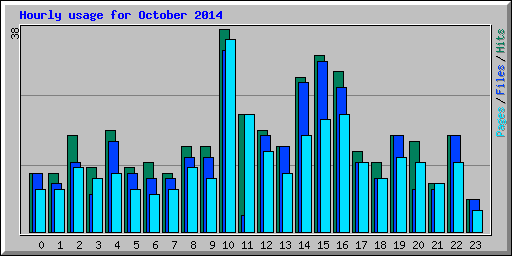 Hourly usage for October 2014
38
Pages/Files/Hits
0 1 2 3 4 5 6 7 8 9 10 11 12 13 14 15 16 17 18 19 20 21 22 23